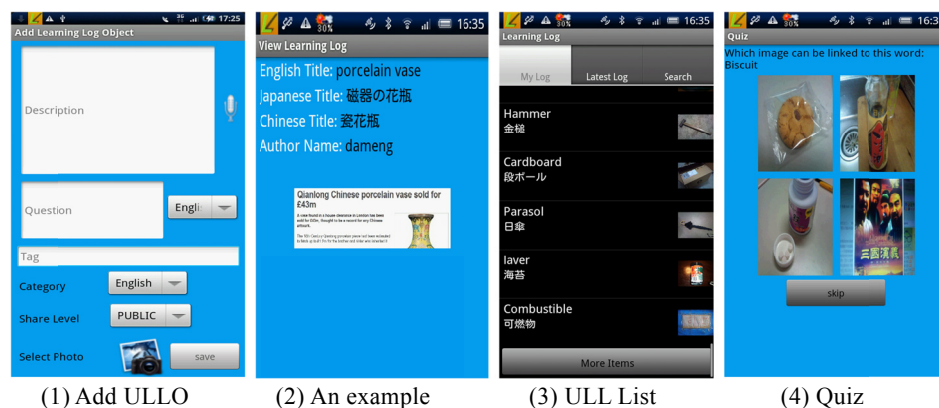 17:25
Add Learning Log Object
Description
Question
Engli
Tag
Category
English
Share Level
PUBLIC
Select Photo
save
(1) Add ULLO
30%
16:35
View Learning Log
English Title: porcelain vase
Japanese Title: 磁器の花瓶
Chinese Title: 瓷花瓶
Author Name: dameng
Qianlong Chinese porcelain vase sold for
£43m
(2) An example
30%
16:35
Learning Log
My Log
Latest Log
Search
Hammer
金槌
Cardboard
段ボール
Parasol
日傘
laver
海苔
Combustible
可燃物
More Items
(3) ULL List
30%
16:3
Quiz
Which image can be linked to this word:
Biscuit
三國演義
skip
(4) Quiz